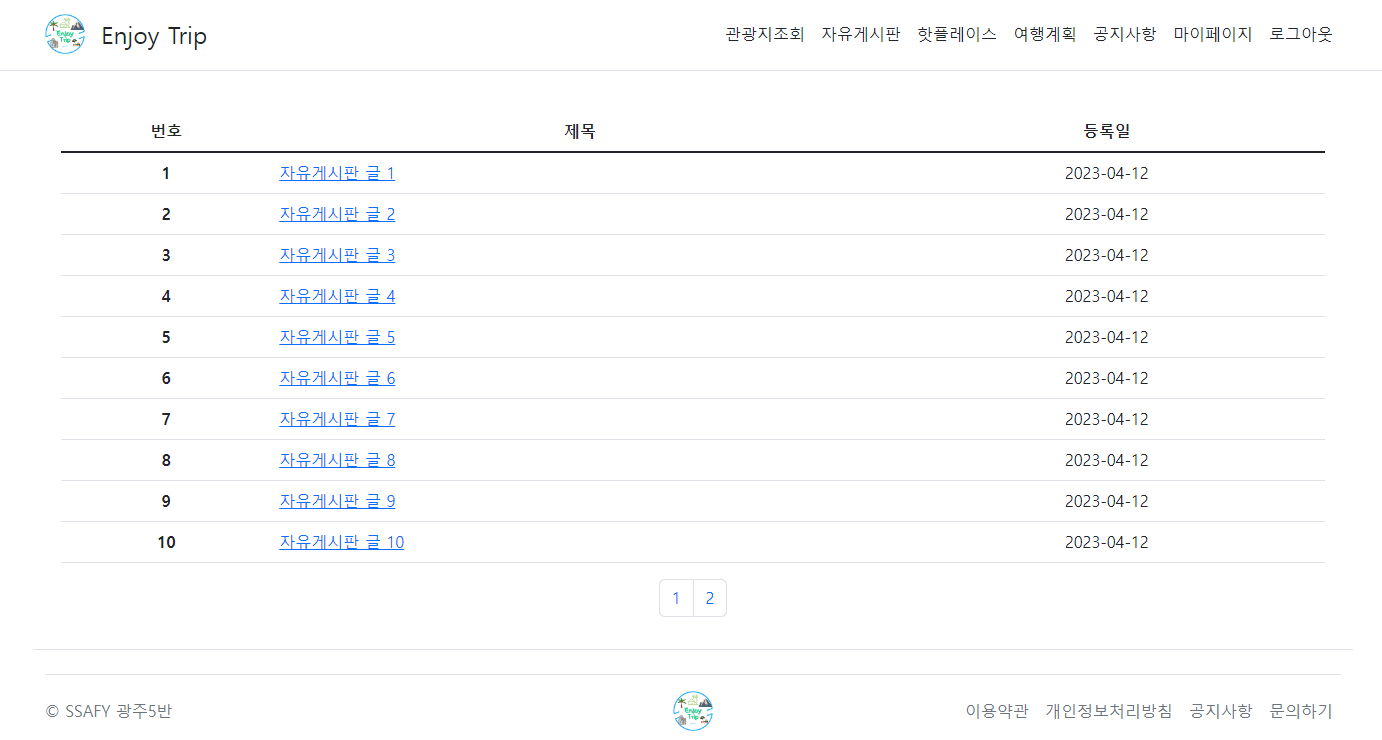 Enjoy Trip
Enjoy Trip 관광지조회 자유게시판 핫플레이스 여행계획 공지사항 마이페이지 로그아웃
번호 제목 등록일
1 자유게시판 글 1 2023-04-12
2 자유게시판 글 2 2023-04-12
3 자유게시판 글 3 2023-04-12
4 자유게시판 글 4 2023-04-12
5 자유게시판 글 5 2023-04-12
6 자유게시판 글 6 2023-04-12
7 자유게시판 글 7 2023-04-12
8 자유게시판 글 8 2023-04-12
9 자유게시판 글 9 2023-04-12
10 자유게시판 글 10 2023-04-12
1 2
© SSAFY 광주5반 Enjoy Trip 이용약관 개인정보처리방침 공지사항 문의하기